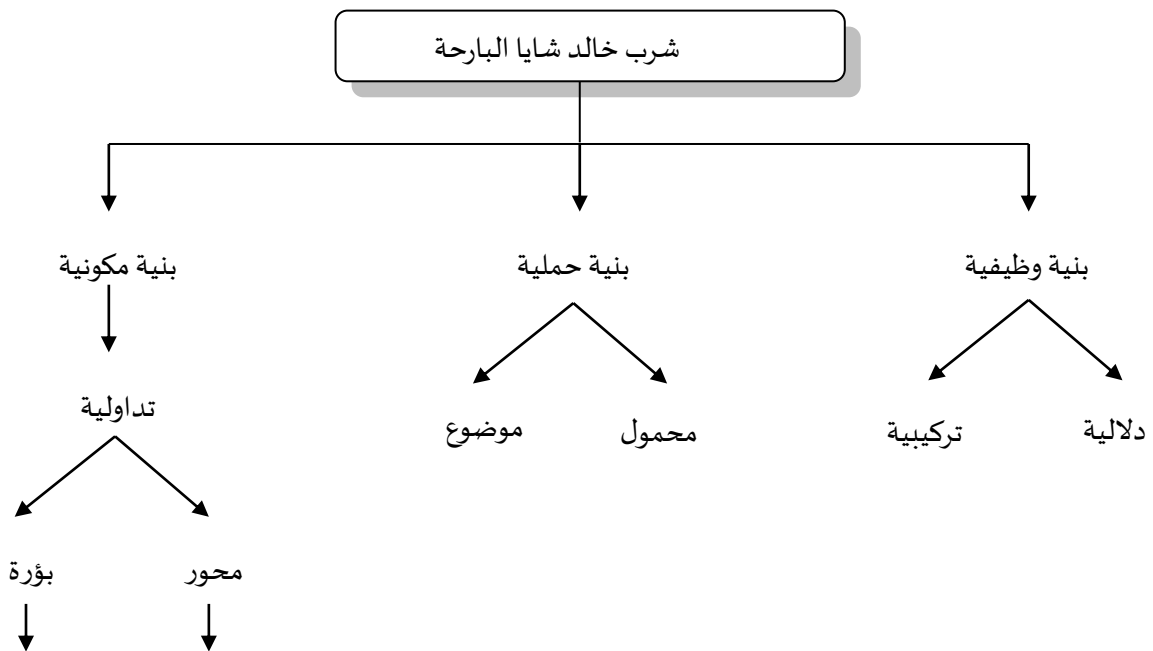 شرب خالد شايا البارحة
بنية وظيفية
بنية حملية
بنية مكونية
دلالية
تركيبية
محمول
موضوع
تداولية
محور
بؤرة